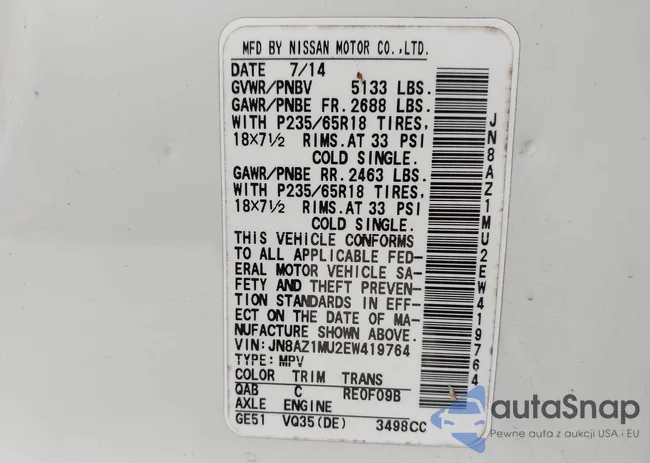 MFD BY NISSAN MOTOR CO.,LTD.
DATE 7/14
GVWR/PNBV 5133 LBS.
GAWR/PNBE FR. 2688 LBS.
WITH P235/65R18 TIRES,
18X7½ RIMS. AT 33 PSI
COLD SINGLE.
GAWR/PNBE RR. 2463 LBS.
WITH P235/65R18 TIRES,
18X7½ RIMS. AT 33 PSI
COLD SINGLE.
THIS VEHICLE CONFORMS
TO ALL APPLICABLE FED-
ERAL MOTOR VEHICLE SA-
FETY AND THEFT PREVEN-
TION STANDARDS IN EFF-
ECT ON THE DATE OF MA-
NUFACTURE SHOWN ABOVE.
VIN: JN8AZ1MU2EW419764
TYPE: MPV
COLOR TRIM TRANS
QAB C RE0F09B
AXLE ENGINE
GE51 VQ35(DE) 3498CC
JN8AZ1MU2EW419764
autoSnap
Pewne auta z aukcji USA i EU